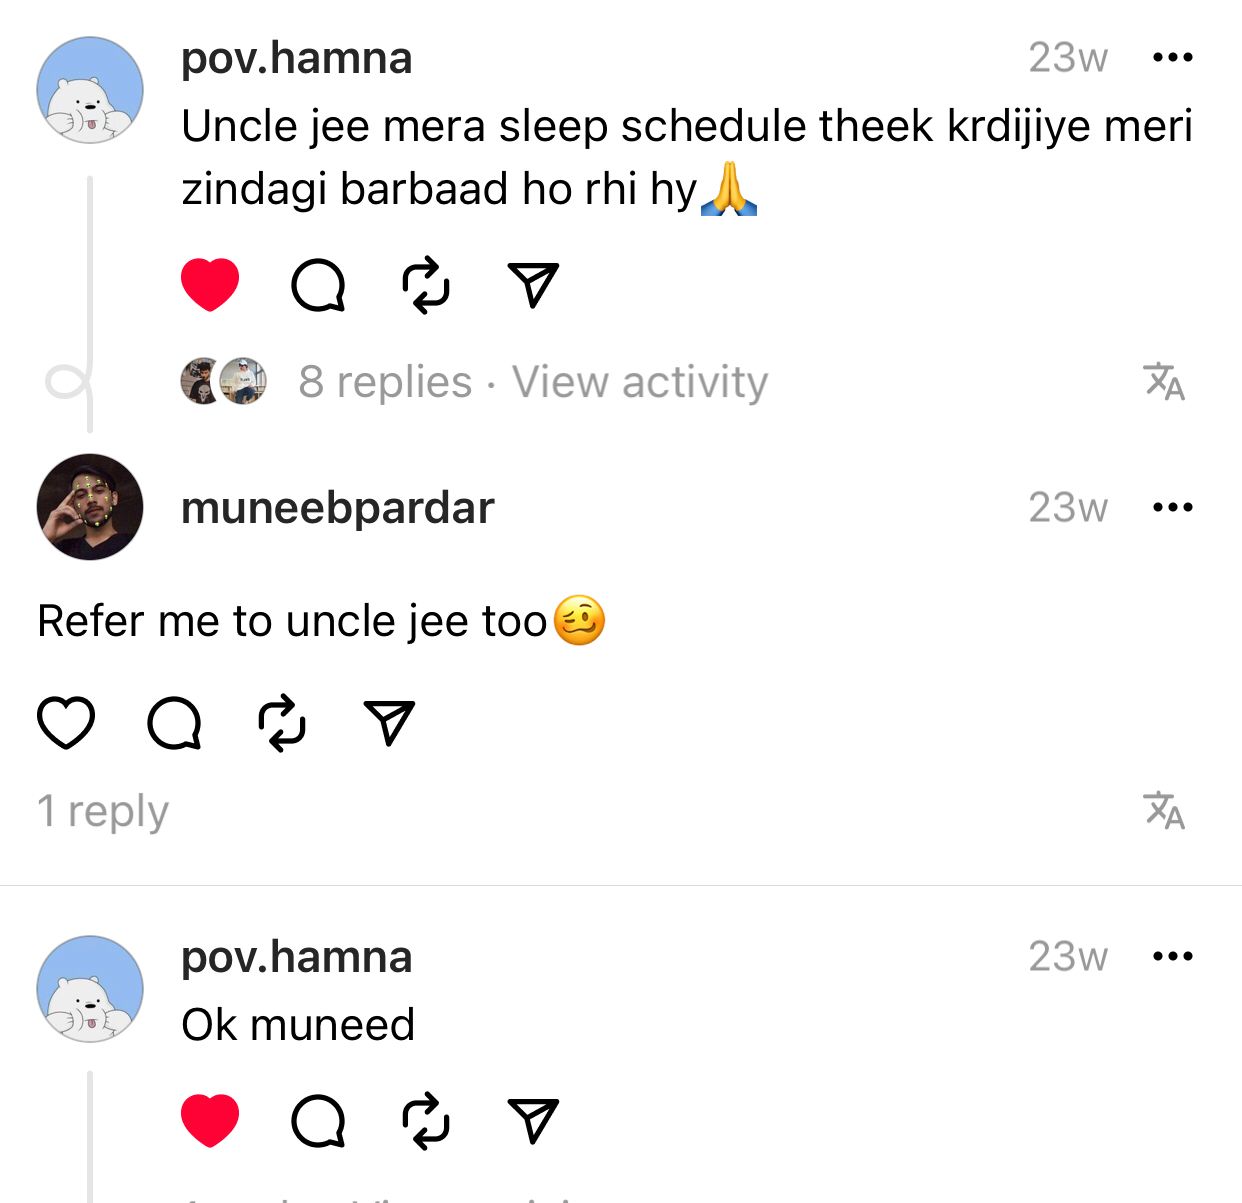 pov.hamna 23w
Uncle jee mera sleep schedule theek krdijiye meri
zindagi barbaad ho rhi hy🙏
8 replies · View activity
muneebpardar 23w
Refer me to uncle jee too🥴
1 reply
pov.hamna 23w
Ok muneed